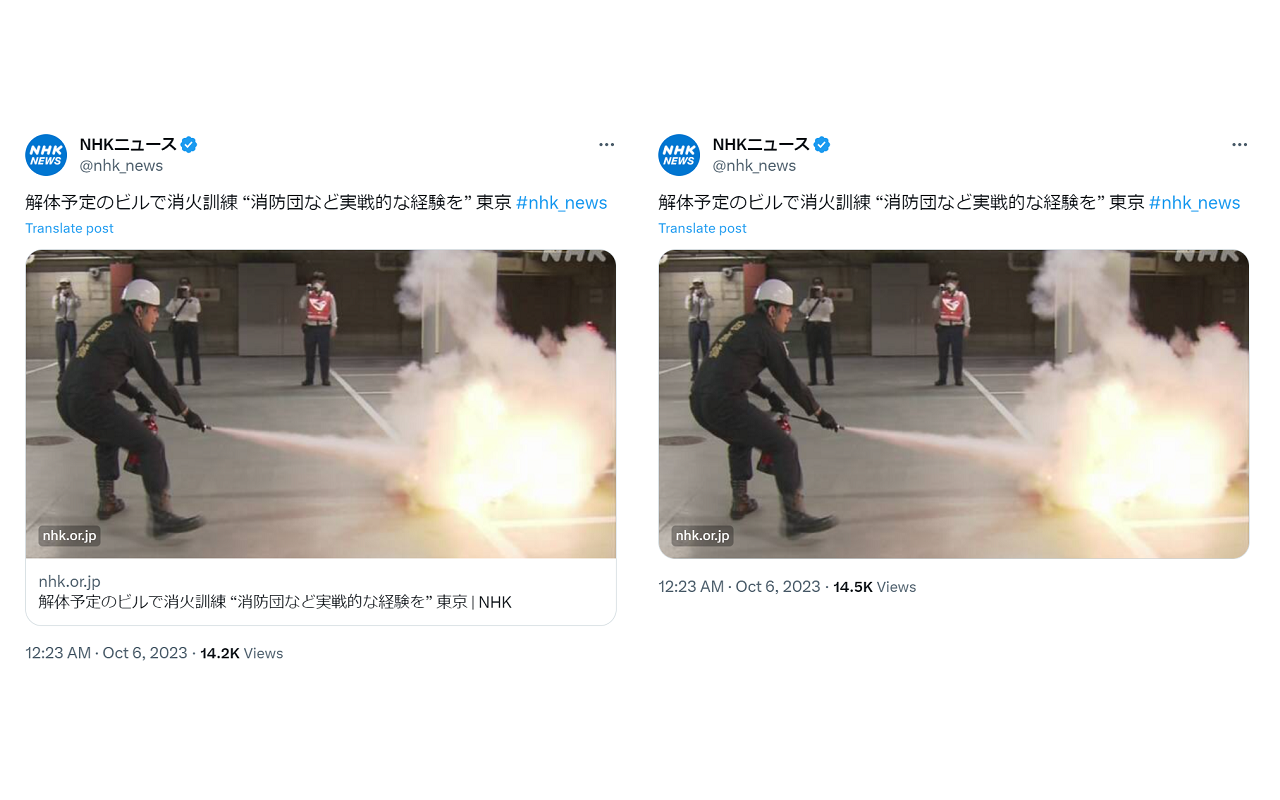 NHKニュース
@nhk_news
解体予定のビルで消火訓練 “消防団など実戦的な経験を” 東京 #nhk_news
Translate post
NHK
nhk.or.jp
nhk.or.jp
解体予定のビルで消火訓練 “消防団など実戦的な経験を” 東京 | NHK
12:23 AM · Oct 6, 2023 · 14.2K Views
NHK NEWS
NHKニュース
@nhk_news
解体予定のビルで消火訓練 “消防団など実戦的な経験を” 東京 #nhk_news
Translate post
NHK
nhk.or.jp
12:23 AM · Oct 6, 2023 · 14.5K Views
NHK NEWS